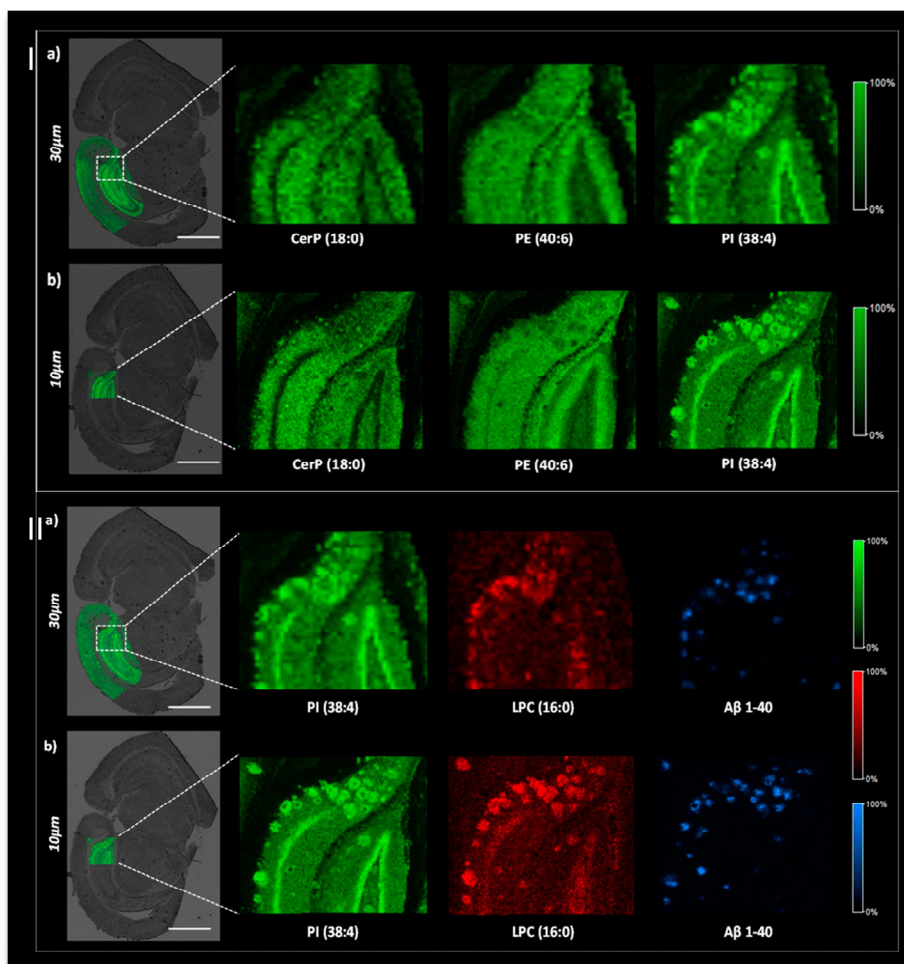 I
a)
30µm
100%
0%
CerP (18:0) PE (40:6) PI (38:4)
b)
10µm
100%
0%
CerP (18:0) PE (40:6) PI (38:4)
II
a)
30µm
100%
0%
PI (38:4) LPC (16:0) Aβ 1-40
100%
0%
b)
10µm
100%
0%
PI (38:4) LPC (16:0) Aβ 1-40